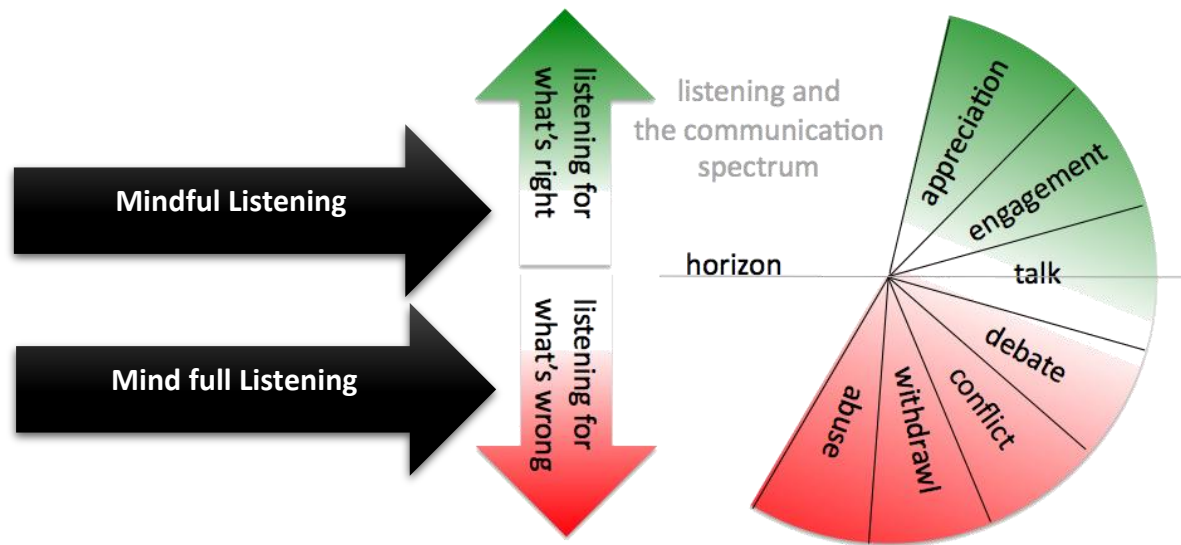 Mindful Listening
Mind full Listening
listening for
what's right
listening for
what's wrong
listening and
the communication
spectrum
horizon
appreciation
engagement
talk
debate
conflict
withdrawl
abuse